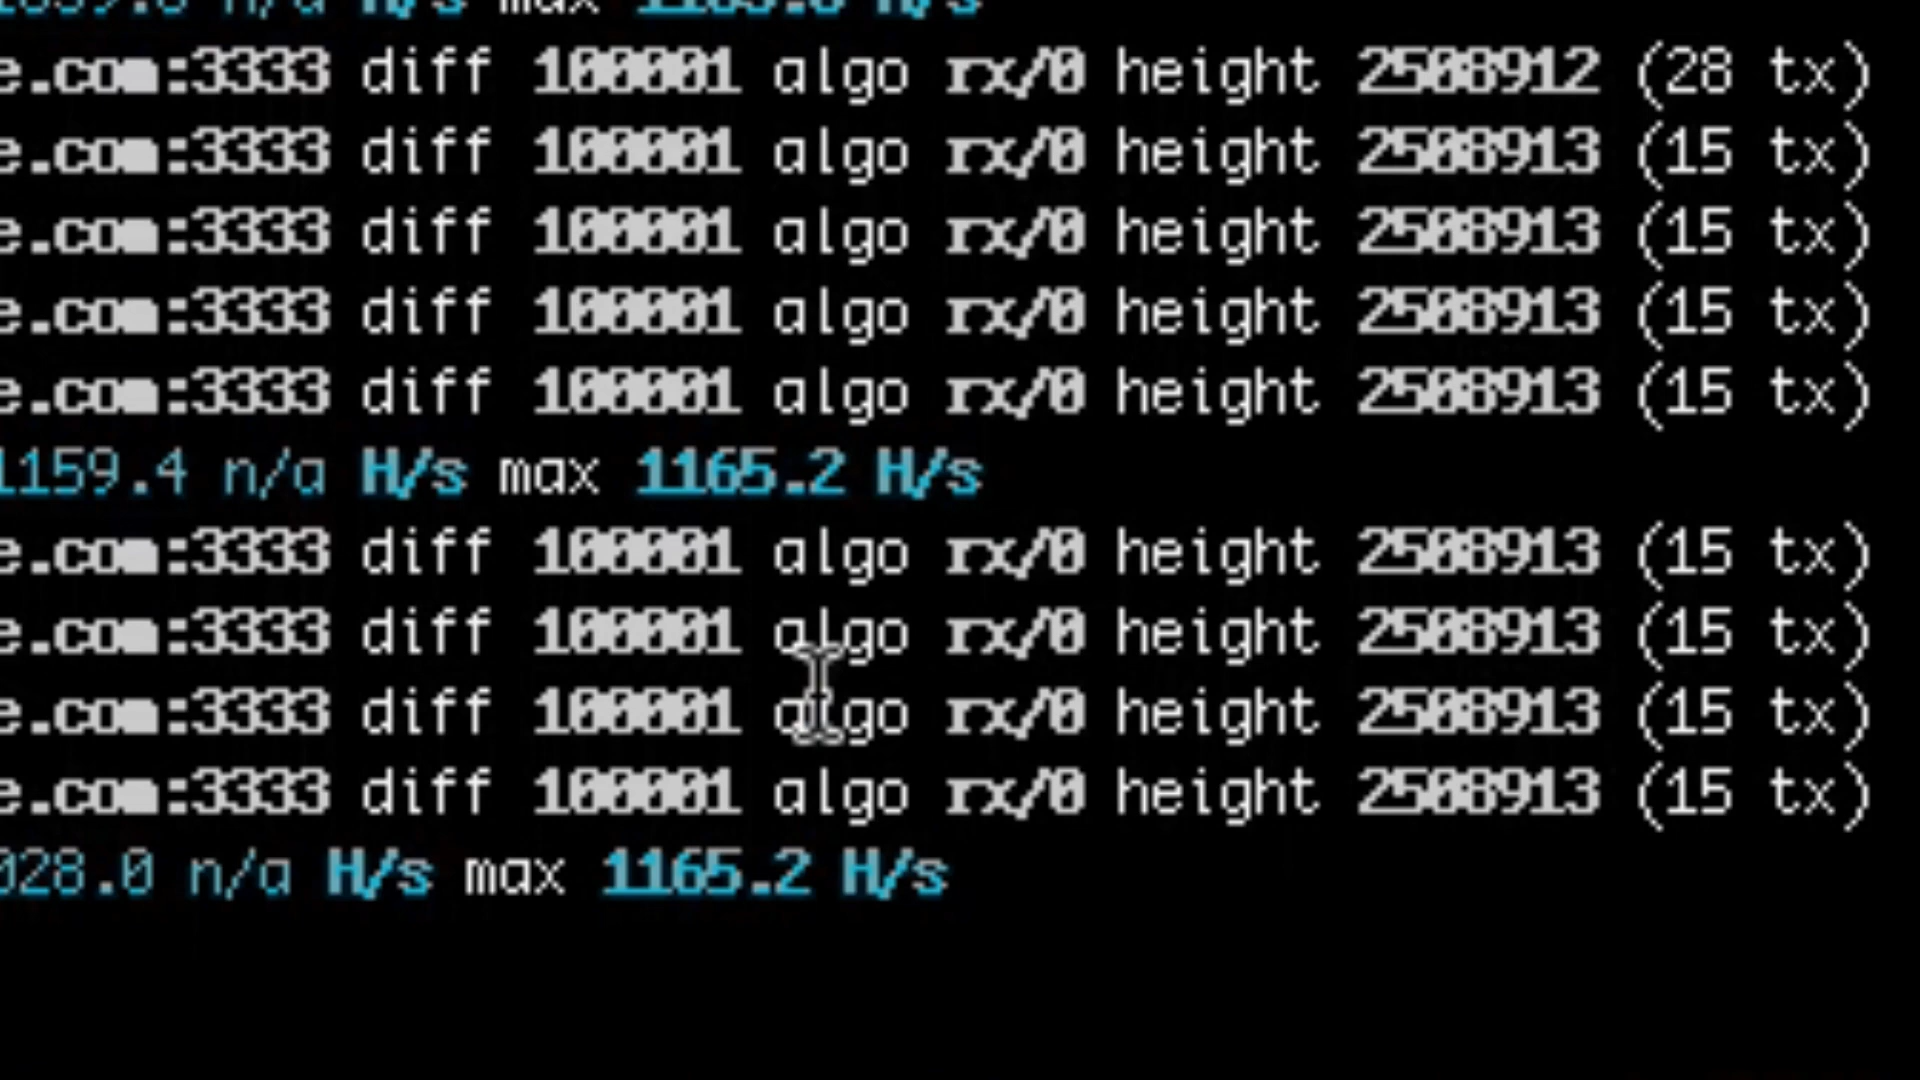 n/a H/s max H/s
e.com:3333 diff 100001 algo rx/0 height 2508912 (28 tx)
e.com:3333 diff 100001 algo rx/0 height 2508913 (15 tx)
e.com:3333 diff 100001 algo rx/0 height 2508913 (15 tx)
e.com:3333 diff 100001 algo rx/0 height 2508913 (15 tx)
e.com:3333 diff 100001 algo rx/0 height 2508913 (15 tx)
1159.4 n/a H/s max 1165.2 H/s
e.com:3333 diff 100001 algo rx/0 height 2508913 (15 tx)
e.com:3333 diff 100001 algo rx/0 height 2508913 (15 tx)
e.com:3333 diff 100001 algo rx/0 height 2508913 (15 tx)
e.com:3333 diff 100001 algo rx/0 height 2508913 (15 tx)
028.0 n/a H/s max 1165.2 H/s